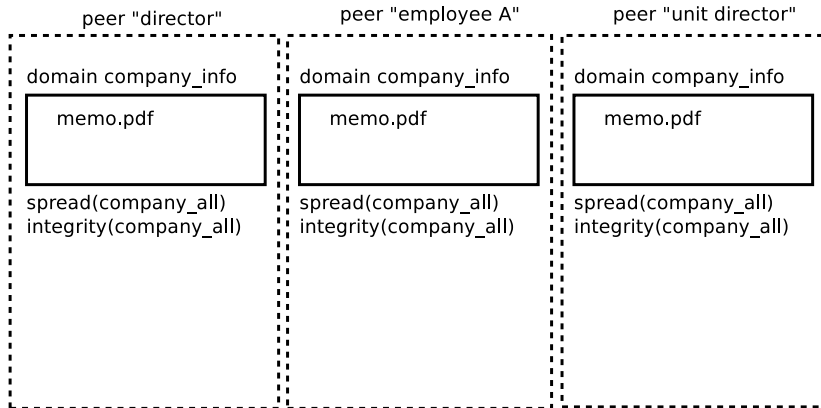 peer "director"
domain company_info
memo.pdf
spread(company_all)
integrity(company_all)
peer "employee A"
domain company_info
memo.pdf
spread(company_all)
integrity(company_all)
peer "unit director"
domain company_info
memo.pdf
spread(company_all)
integrity(company_all)